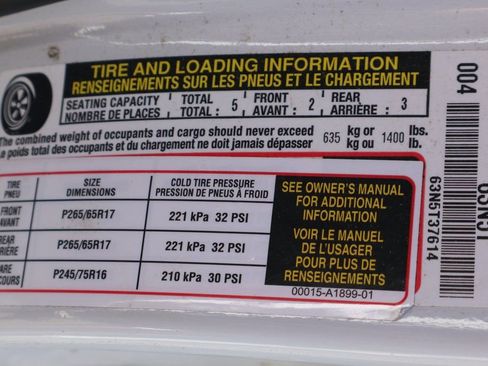 TIRE AND LOADING INFORMATION
RENSEIGNEMENTS SUR LES PNEUS ET LE CHARGEMENT
SEATING CAPACITY TOTAL FRONT REAR
NOMBRE DE PLACES TOTAL : 5 AVANT : 2 ARRIÈRE : 3
The combined weight of occupants and cargo should never exceed 635 kg or 1400 lbs.
Le poids total des occupants et du chargement ne doit jamais dépasser kg ou lb.
TIRE SIZE COLD TIRE PRESSURE
PNEU DIMENSIONS PRESSION DE PNEUS À FROID
FRONT
AVANT P265/65R17 221 kPa 32 PSI
REAR
ARRIÈRE P265/65R17 221 kPa 32 PSI
P245/75R16 210 kPa 30 PSI
SEE OWNER'S MANUAL
FOR ADDITIONAL
INFORMATION
VOIR LE MANUEL
DE L'USAGER
POUR PLUS DE
RENSEIGNEMENTS
00015-A1899-01
004
63N5T37614